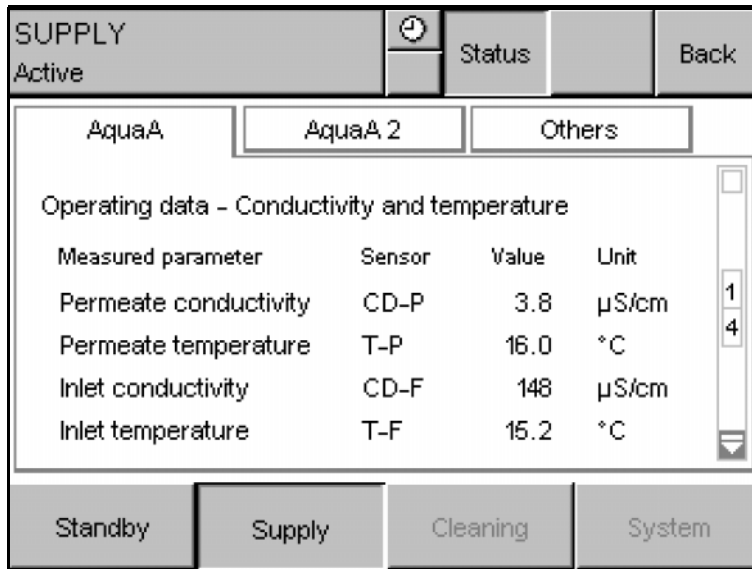 SUPPLY
Active
Status
Back
AquaA
AquaA 2
Others
Operating data – Conductivity and temperature
Measured parameter Sensor Value Unit
Permeate conductivity CD–P 3.8 µS/cm
Permeate temperature T–P 16.0 °C
Inlet conductivity CD–F 148 µS/cm
Inlet temperature T–F 15.2 °C
1
4
Standby
Supply
Cleaning
System